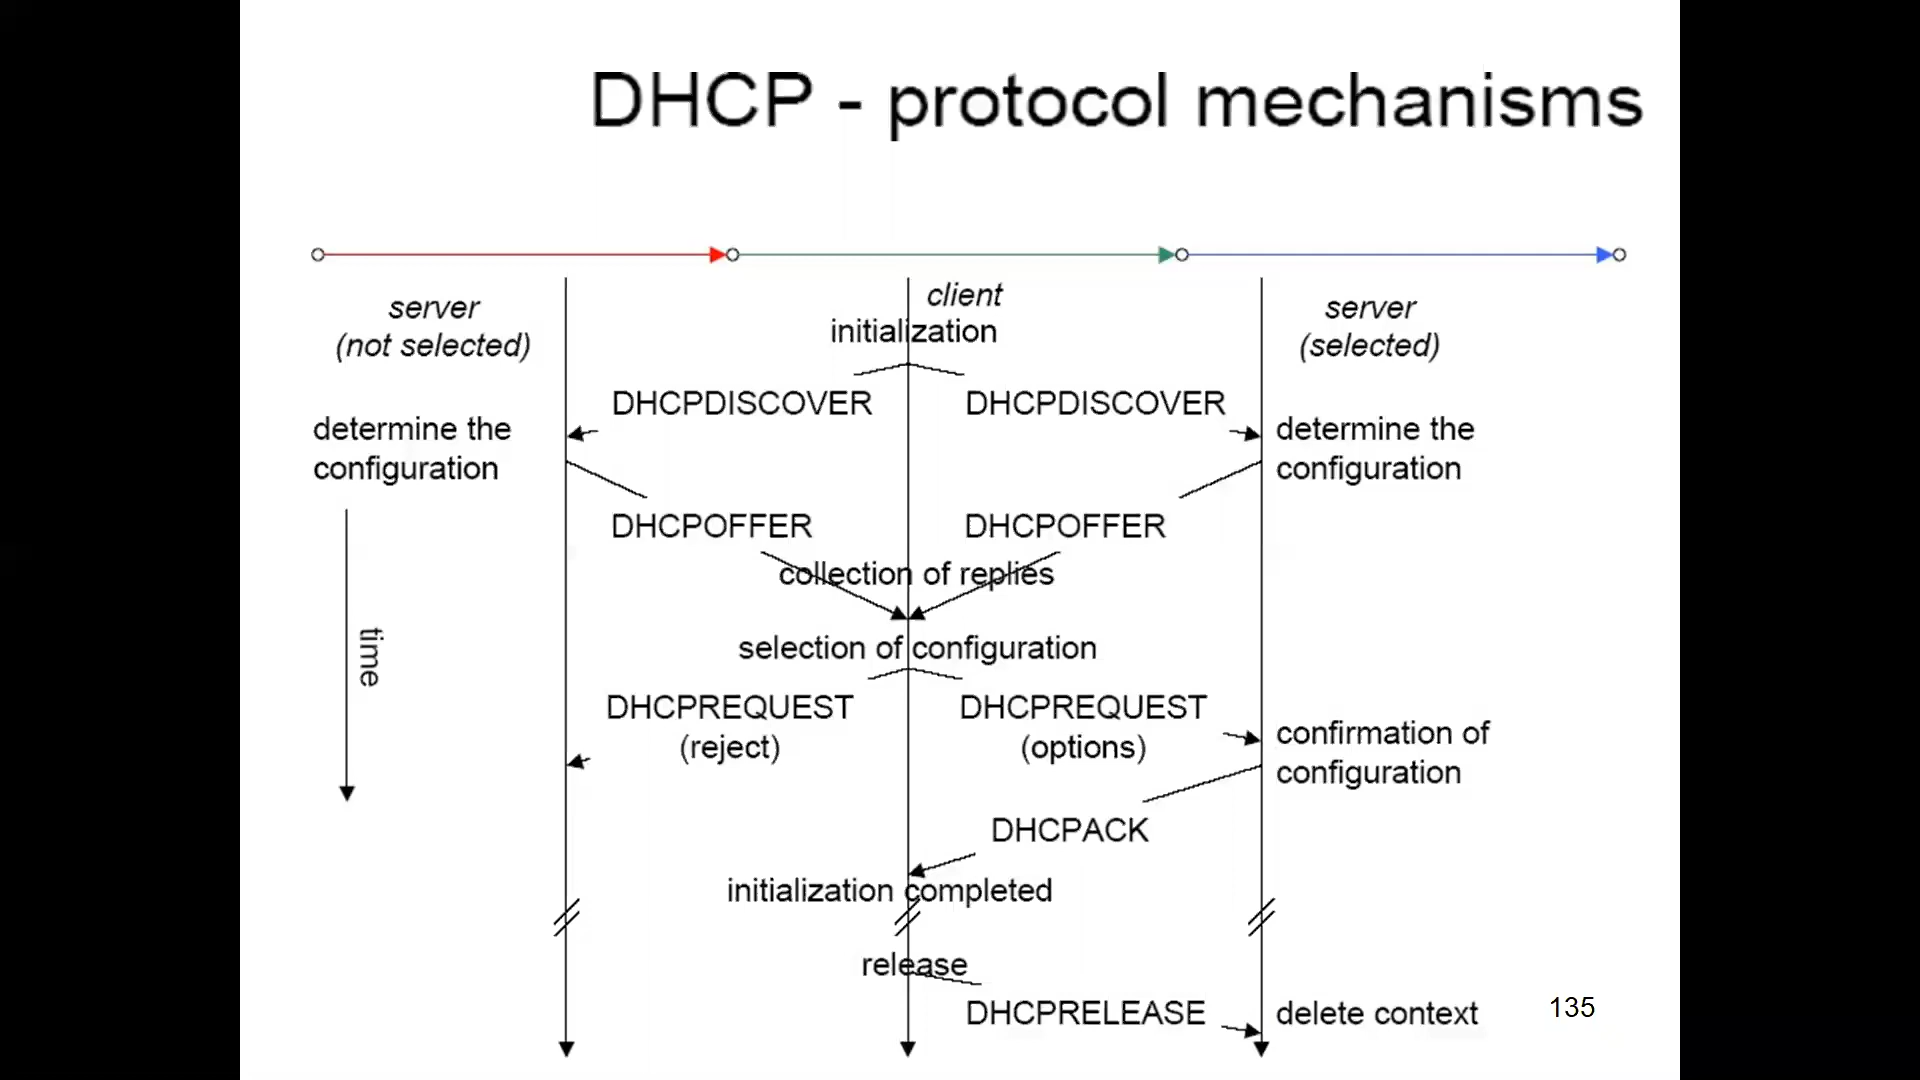 DHCP - protocol mechanisms
server
(not selected)
client
initialization
server
(selected)
DHCPDISCOVER
DHCPDISCOVER
determine the
configuration
determine the
configuration
DHCPOFFER
DHCPOFFER
collection of replies
time
selection of configuration
DHCPREQUEST
(reject)
DHCPREQUEST
(options)
confirmation of
configuration
DHCPACK
initialization completed
release
DHCPRELEASE
delete context
135